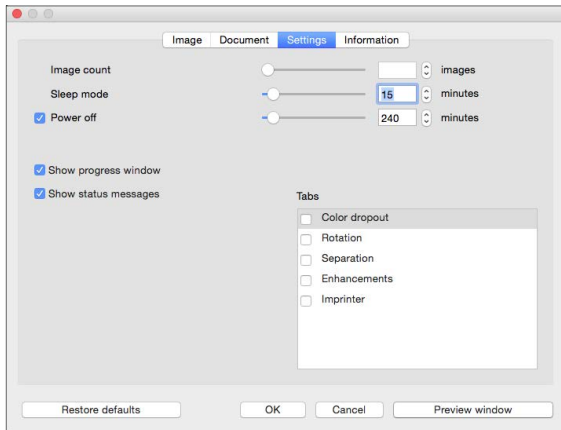 Image Document Settings Information
Image count images
Sleep mode 15 minutes
Power off 240 minutes
Show progress window
Show status messages
Tabs
Color dropout
Rotation
Separation
Enhancements
Imprinter
Restore defaults OK Cancel Preview window